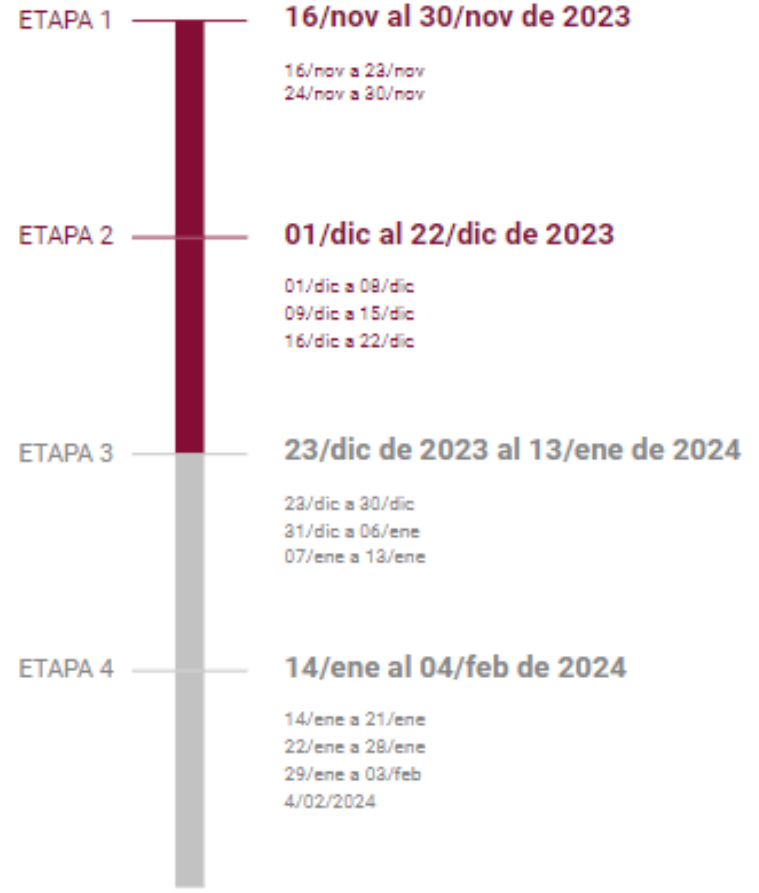 ETAPA 1
16/nov al 30/nov de 2023
16/nov a 23/nov
24/nov a 30/nov
ETAPA 2
01/dic al 22/dic de 2023
01/dic a 08/dic
09/dic a 15/dic
16/dic a 22/dic
ETAPA 3
23/dic de 2023 al 13/ene de 2024
23/dic a 30/dic
31/dic a 06/ene
07/ene a 13/ene
ETAPA 4
14/ene al 04/feb de 2024
14/ene a 21/ene
22/ene a 28/ene
29/ene a 03/feb
4/02/2024